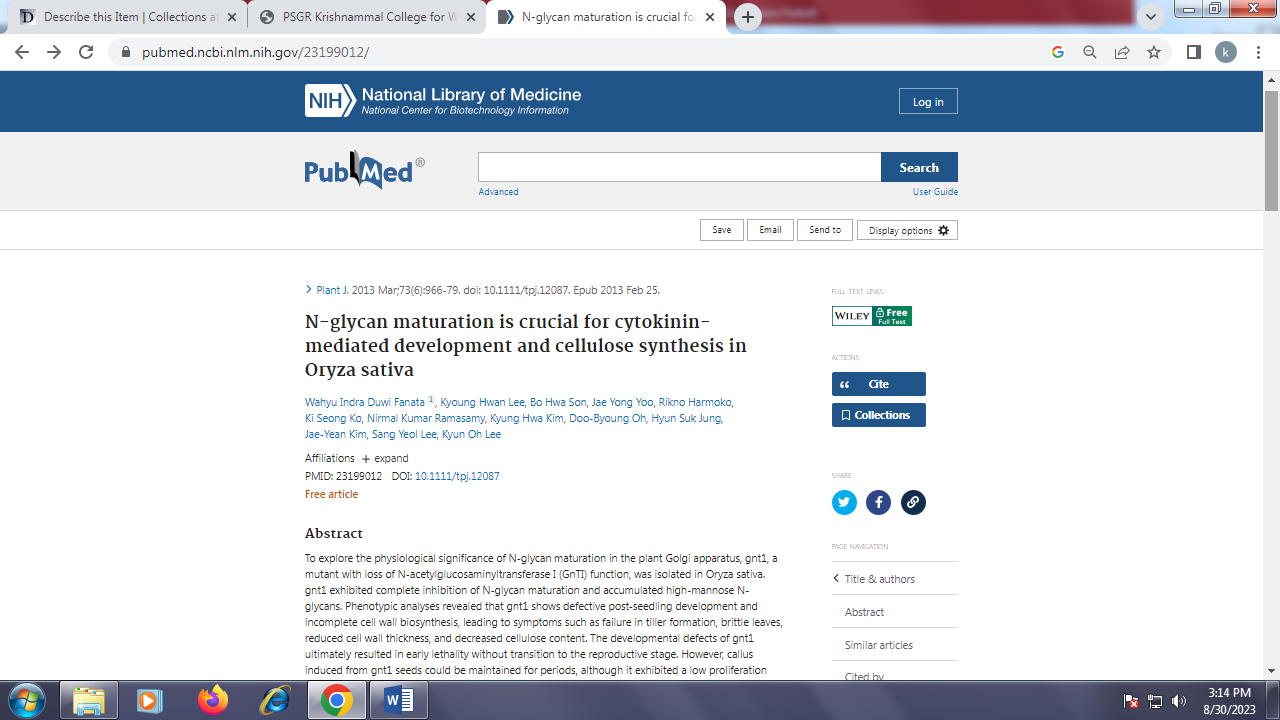 Describe this Item | Collections at
PSGR Krishnammal College for W
N-glycan maturation is crucial fo
pubmed.ncbi.nlm.nih.gov/23199012/
k
NIH National Library of Medicine
National Center for Biotechnology Information
Log in
PubMed®
Search
Advanced
User Guide
Save
Email
Send to
Display options
Plant J. 2013 Mar;73(6):966-79. doi: 10.1111/tpj.12087. Epub 2013 Feb 25.
N-glycan maturation is crucial for cytokinin-
mediated development and cellulose synthesis in
Oryza sativa
Wahyu Indra Duwi Fanata 1, Kyoung Hwan Lee, Bo Hwa Son, Jae Yong Yoo, Rikno Harmoko,
Ki Seong Ko, Nirmal Kumar Ramasamy, Kyung Hwa Kim, Doo-Byoung Oh, Hyun Suk Jung,
Jae-Yean Kim, Sang Yeol Lee, Kyun Oh Lee
Affiliations + expand
PMID: 23199012 DOI: 10.1111/tpj.12087
Free article
Abstract
To explore the physiological significance of N-glycan maturation in the plant Golgi apparatus, gnt1, a
mutant with loss of N-acetylglucosaminyltransferase I (GnTI) function, was isolated in Oryza sativa.
gnt1 exhibited complete inhibition of N-glycan maturation and accumulated high-mannose N-
glycans. Phenotypic analyses revealed that gnt1 shows defective post-seedling development and
incomplete cell wall biosynthesis, leading to symptoms such as failure in tiller formation, brittle leaves,
reduced cell wall thickness, and decreased cellulose content. The developmental defects of gnt1
ultimately resulted in early lethality without transition to the reproductive stage. However, callus
induced from gnt1 seeds could be maintained for periods, although it exhibited a low proliferation
FULL TEXT LINKS
WILEY Free
Full Text
ACTIONS
Cite
Collections
SHARE
PAGE NAVIGATION
Title & authors
Abstract
Similar articles
Cited by
3:14 PM
8/30/2023